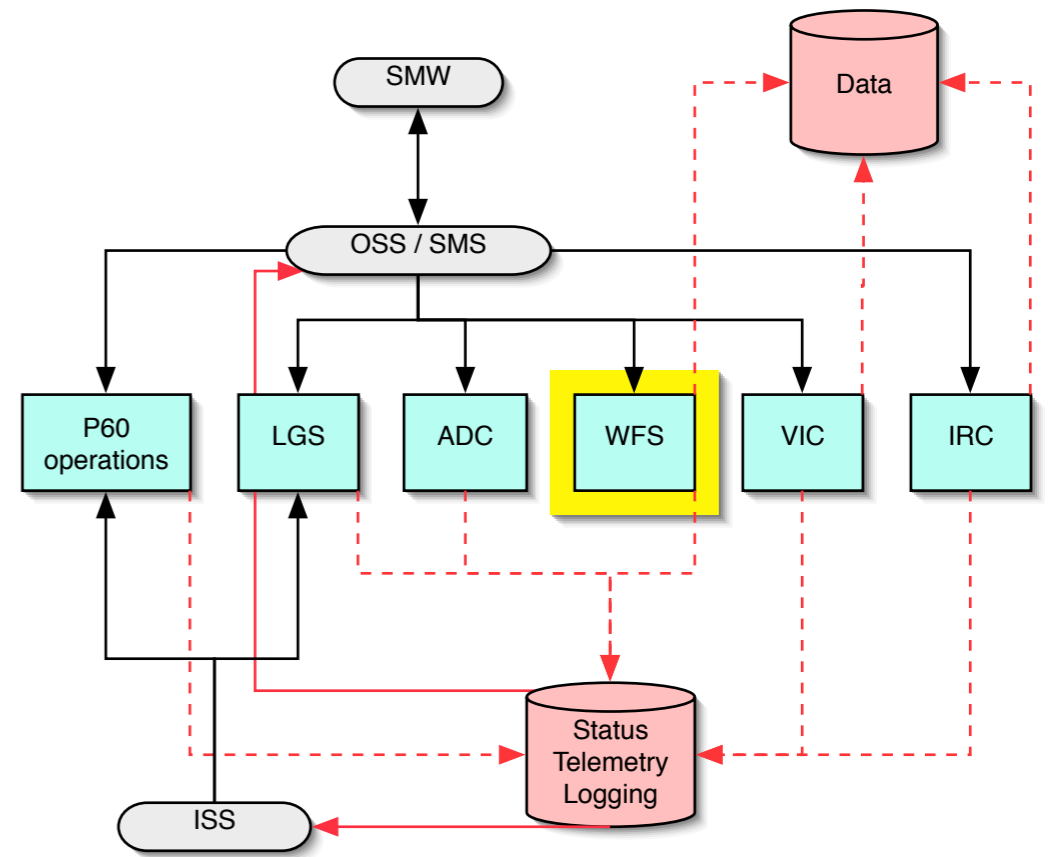 SMW
Data
OSS / SMS
P60
operations
LGS
ADC
WFS
VIC
IRC
Status
Telemetry
Logging
ISS